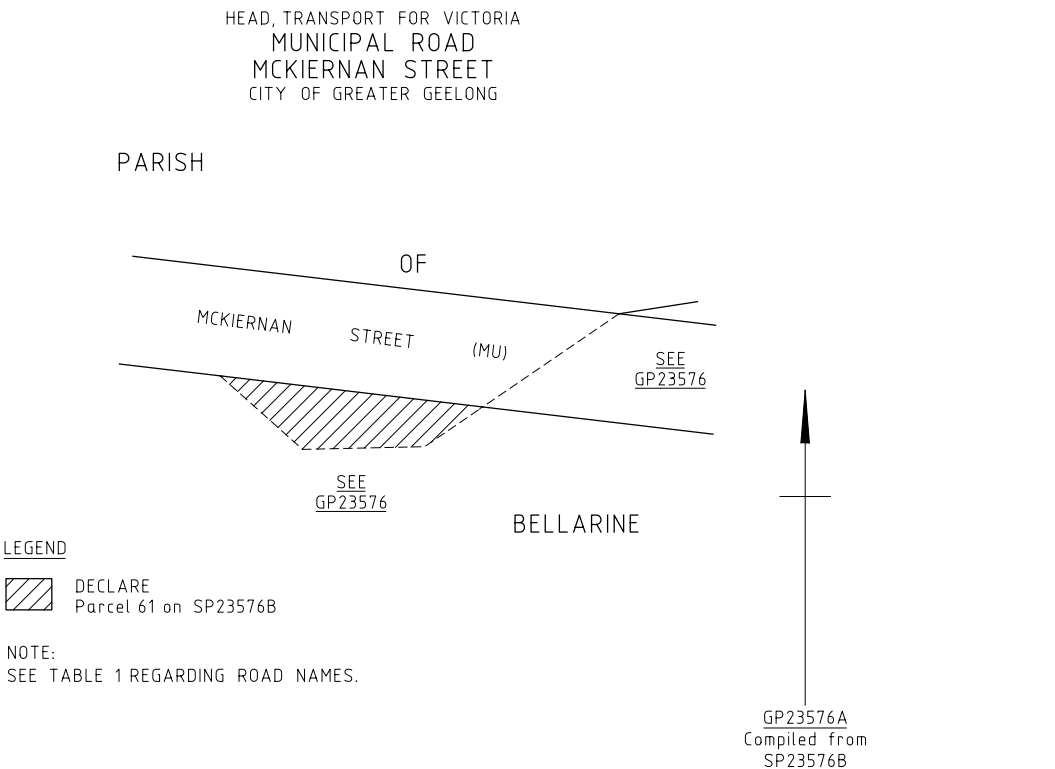 HEAD, TRANSPORT FOR VICTORIA
MUNICIPAL ROAD
MCKIERNAN STREET
CITY OF GREATER GEELONG
PARISH
OF
MCKIERNAN STREET (MU)
SEE
GP23576
SEE
GP23576
BELLARINE
LEGEND
DECLARE
Parcel 61 on SP23576B
NOTE:
SEE TABLE 1 REGARDING ROAD NAMES.
GP23576A
Compiled from
SP23576B